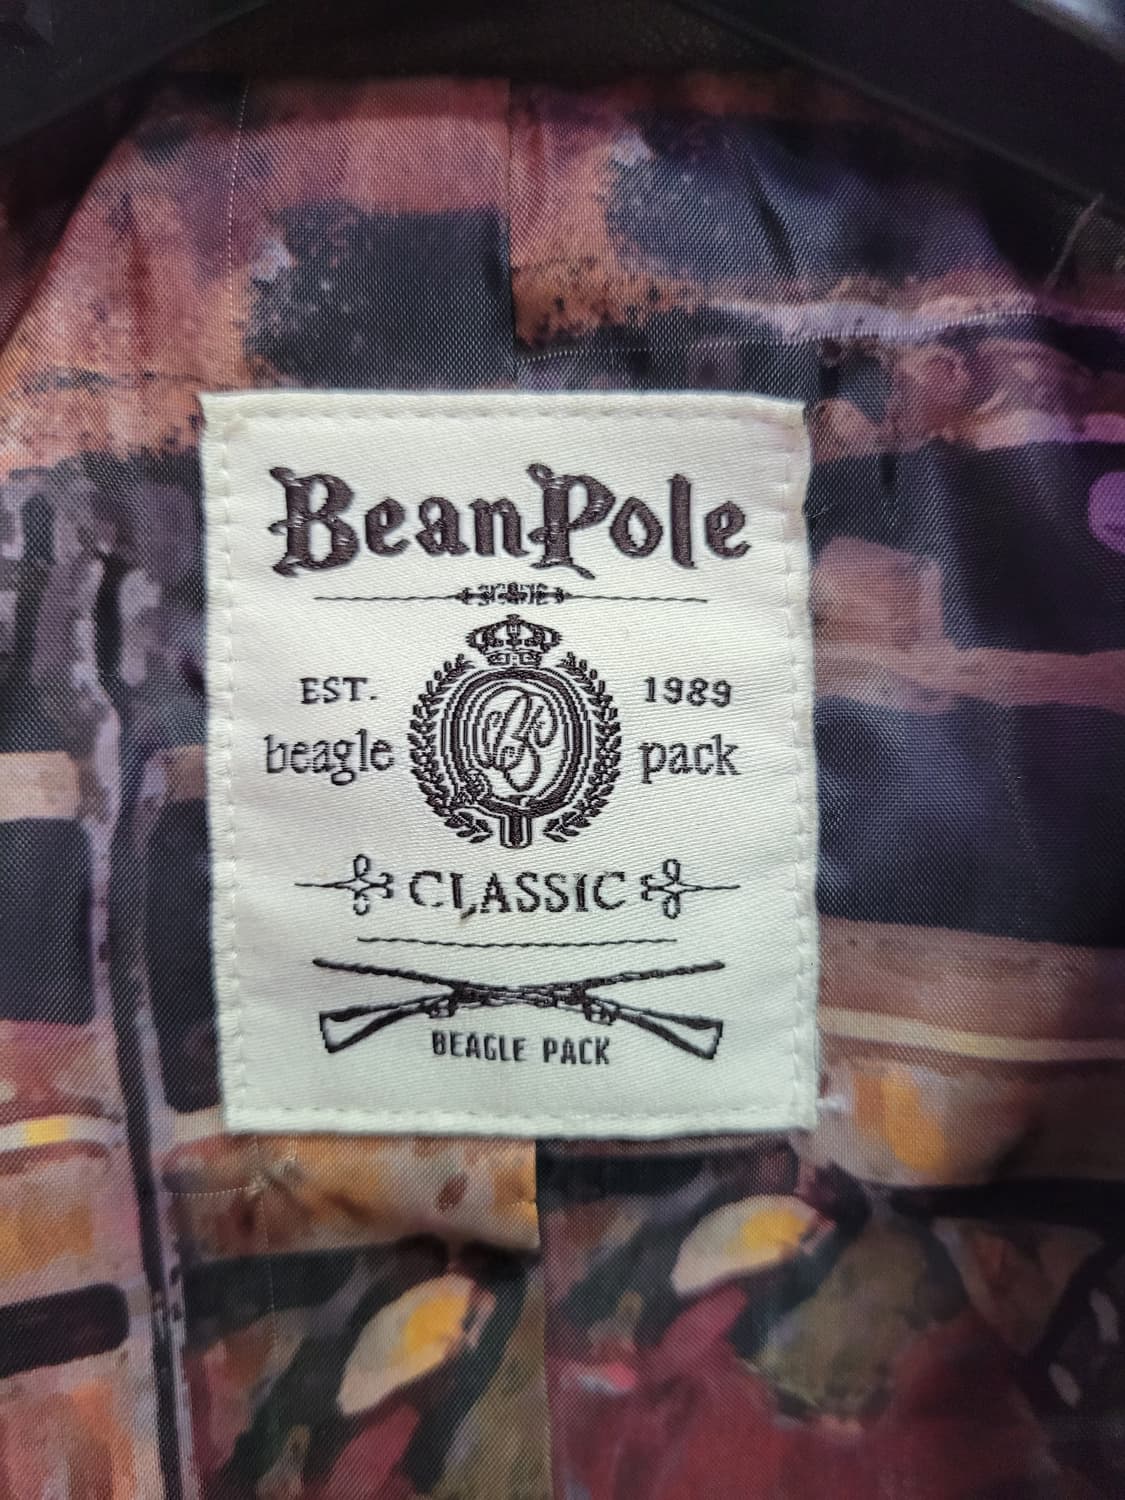 BeanPole
EST. 1989
beagle pack
CLASSIC
BEAGLE PACK